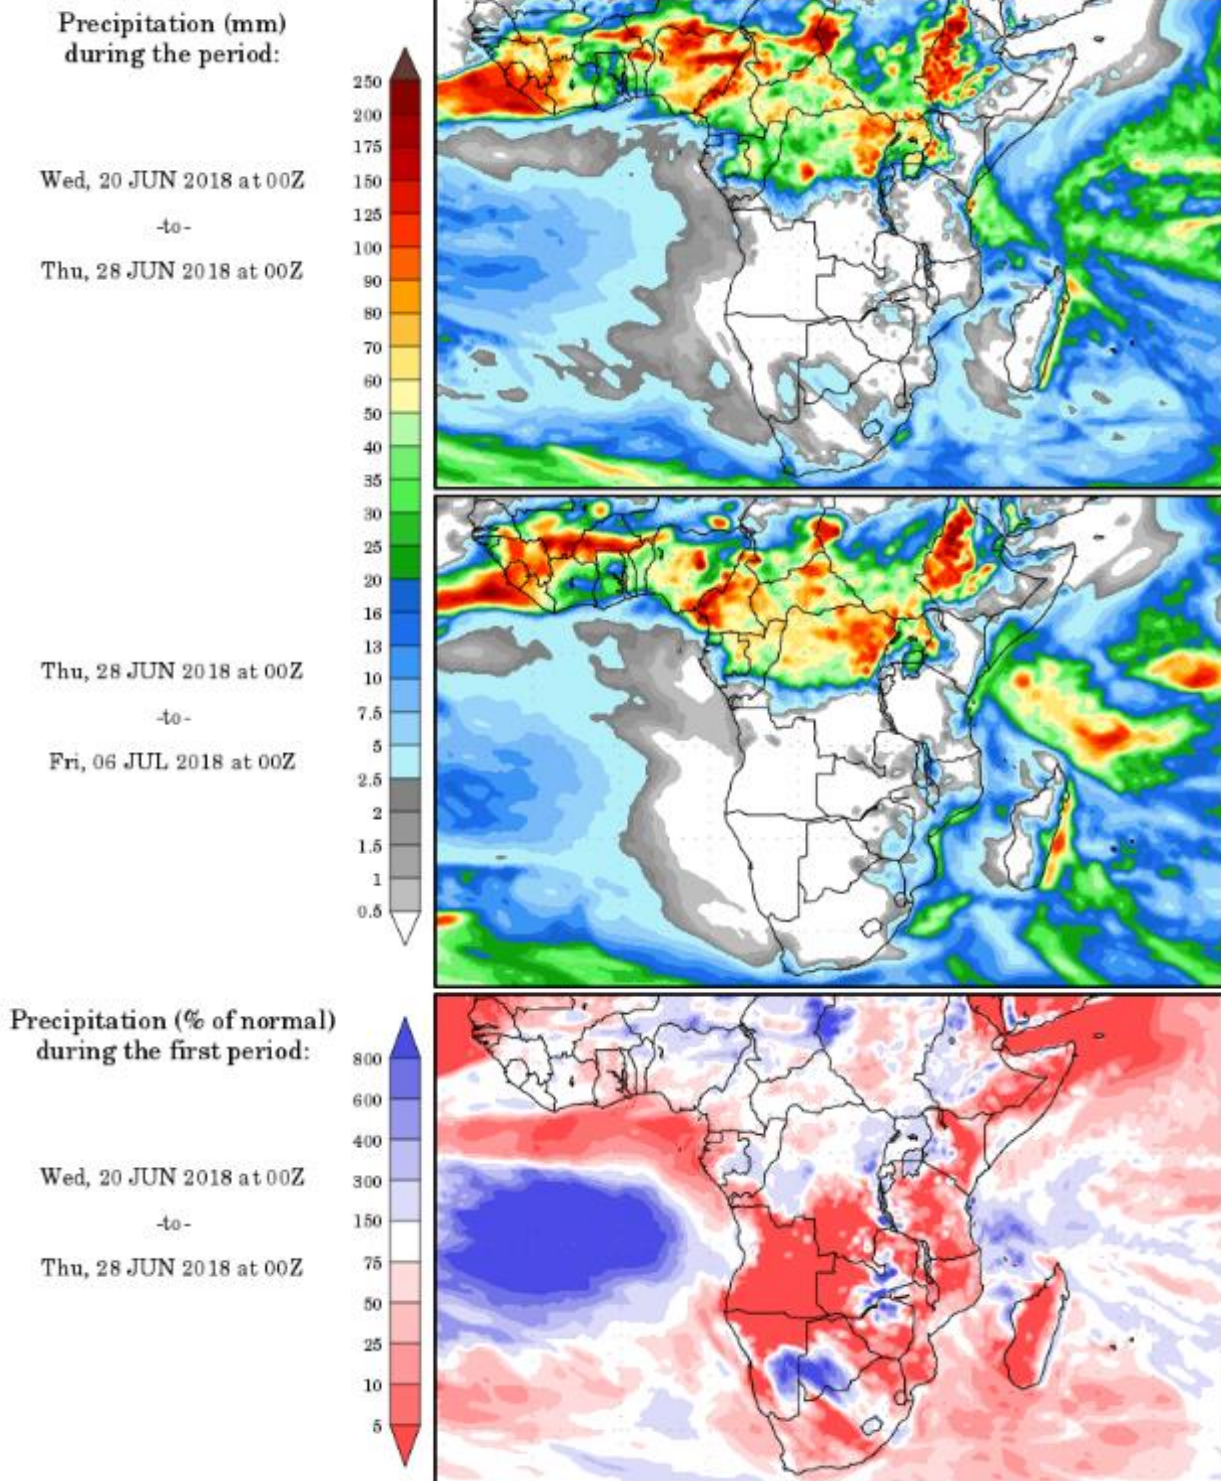 Precipitation (mm)
during the period:
Wed, 20 JUN 2018 at 00Z
-to-
Thu, 28 JUN 2018 at 00Z
250
200
175
150
125
100
90
80
70
60
50
40
35
30
25
20
16
13
10
7.5
5
2.5
2
1.5
1
0.5
Thu, 28 JUN 2018 at 00Z
-to-
Fri, 06 JUL 2018 at 00Z
Precipitation (% of normal)
during the first period:
Wed, 20 JUN 2018 at 00Z
-to-
Thu, 28 JUN 2018 at 00Z
800
600
400
300
150
75
50
25
10
5